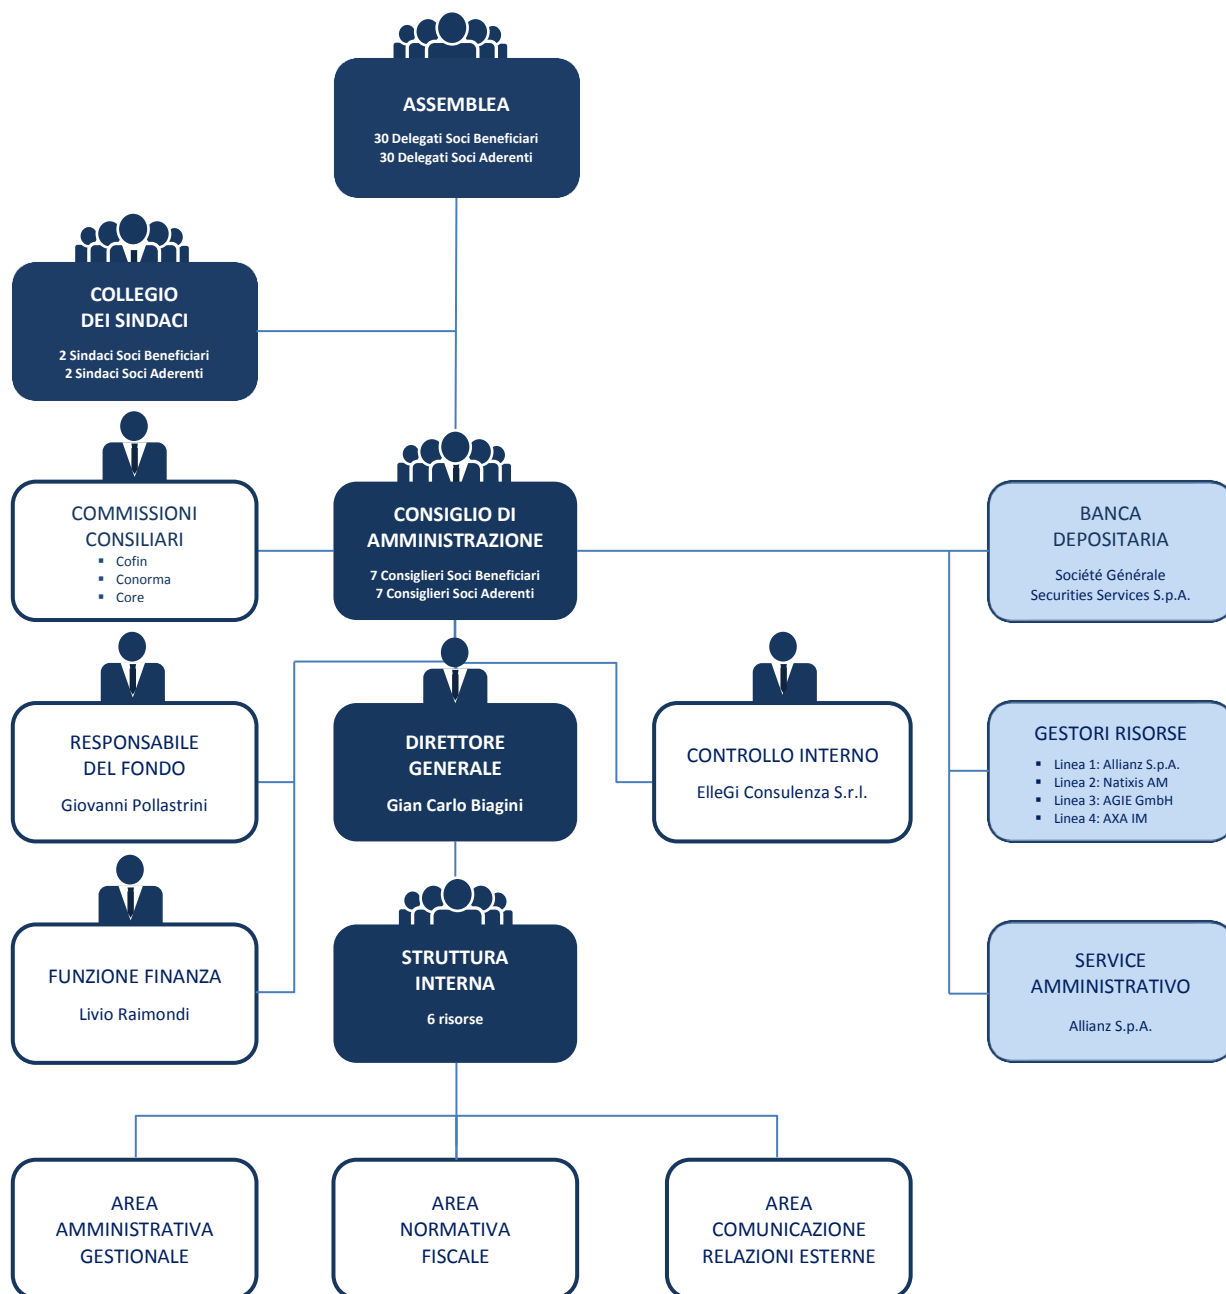 ASSEMBLEA
30 Delegati Soci Beneficiari
30 Delegati Soci Aderenti
COLLEGIO
DEI SINDACI
2 Sindaci Soci Beneficiari
2 Sindaci Soci Aderenti
COMMISSIONI
CONSILIARI
▪ Cofin
▪ Conorma
▪ Core
CONSIGLIO DI
AMMINISTRAZIONE
7 Consiglieri Soci Beneficiari
7 Consiglieri Soci Aderenti
BANCA
DEPOSITARIA
Société Générale
Securities Services S.p.A.
RESPONSABILE
DEL FONDO
Giovanni Pollastrini
DIRETTORE
GENERALE
Gian Carlo Biagini
CONTROLLO INTERNO
ElleGi Consulenza S.r.l.
GESTORI RISORSE
▪ Linea 1: Allianz S.p.A.
▪ Linea 2: Natixis AM
▪ Linea 3: AGIE GmbH
▪ Linea 4: AXA IM
FUNZIONE FINANZA
Livio Raimondi
STRUTTURA
INTERNA
6 risorse
SERVICE
AMMINISTRATIVO
Allianz S.p.A.
AREA
AMMINISTRATIVA
GESTIONALE
AREA
NORMATIVA
FISCALE
AREA
COMUNICAZIONE
RELAZIONI ESTERNE